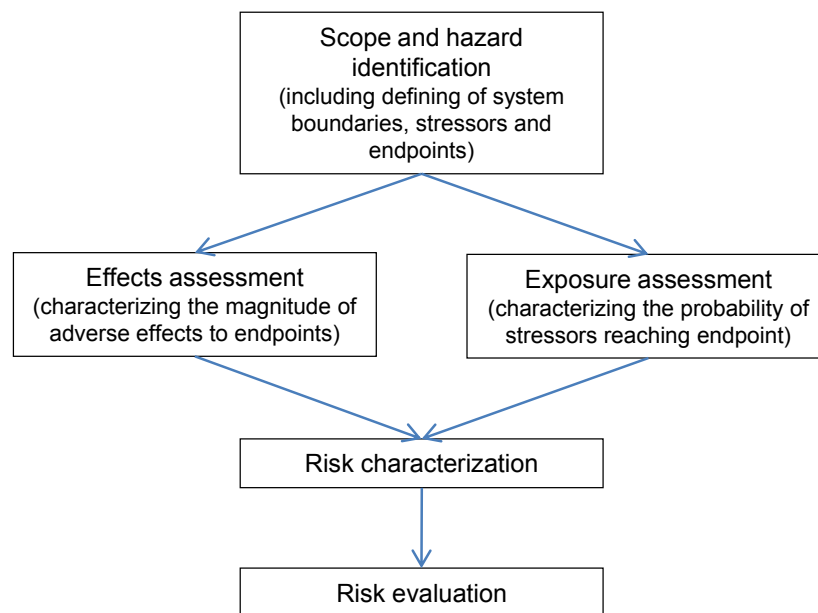 Scope and hazard
identification
(including defining of system
boundaries, stressors and
endpoints)
Effects assessment
(characterizing the magnitude of
adverse effects to endpoints)
Exposure assessment
(characterizing the probability of
stressors reaching endpoint)
Risk characterization
Risk evaluation